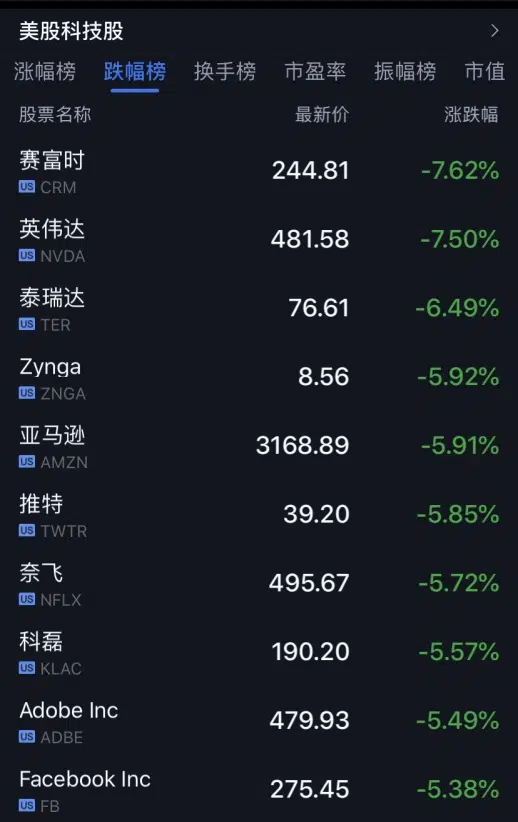 美股科技股
涨幅榜 跌幅榜 换手榜 市盈率 振幅榜 市值
股票名称 最新价 涨跌幅
赛富时 244.81 -7.62%
US CRM
英伟达 481.58 -7.50%
US NVDA
泰瑞达 76.61 -6.49%
US TER
Zynga 8.56 -5.92%
US ZNGA
亚马逊 3168.89 -5.91%
US AMZN
推特 39.20 -5.85%
US TWTR
奈飞 495.67 -5.72%
US NFLX
科磊 190.20 -5.57%
US KLAC
Adobe Inc 479.93 -5.49%
US ADBE
Facebook Inc 275.45 -5.38%
US FB